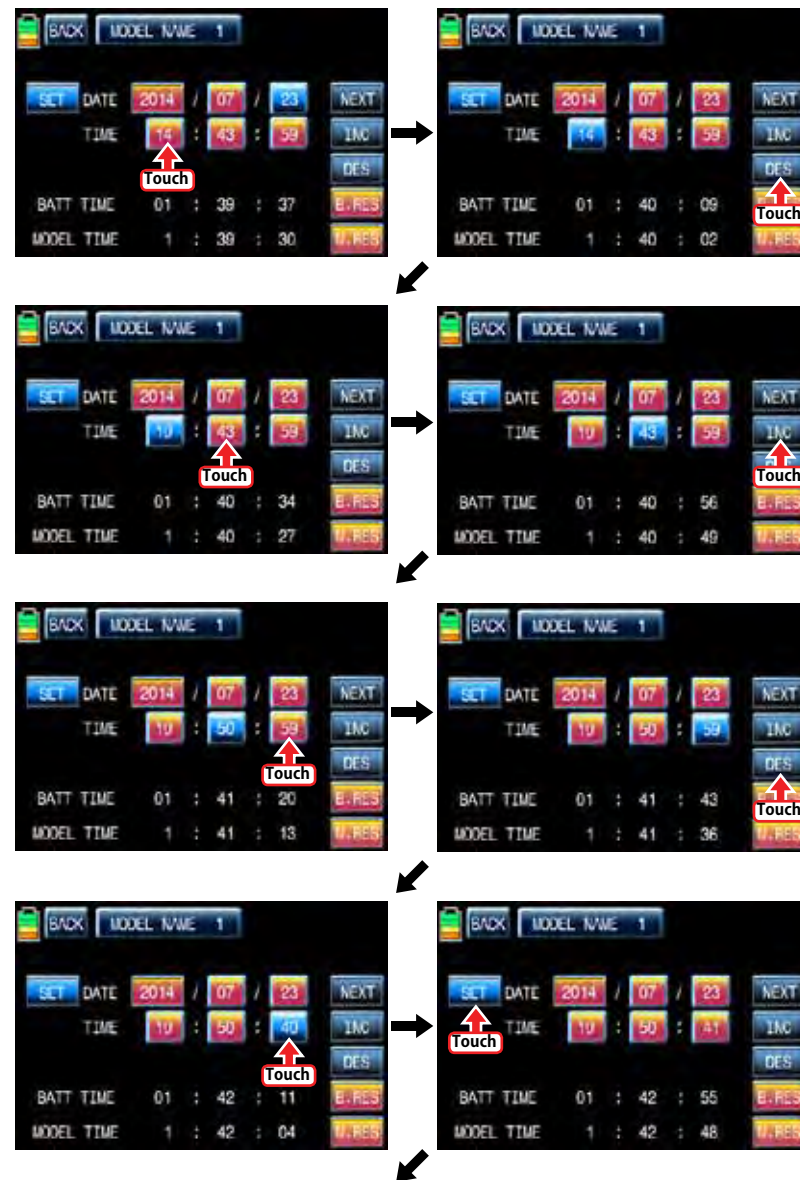 BACK MODEL NAME 1
SET DATE 2014 / 07 / 23 NEXT
TIME 14 : 43 : 59 INC
DES
Touch
BATT TIME 01 : 39 : 37 B.RES
MODEL TIME 1 : 39 : 30 M.RES
BACK MODEL NAME 1
SET DATE 2014 / 07 / 23 NEXT
TIME 14 : 43 : 59 INC
DES
Touch
BATT TIME 01 : 40 : 09
MODEL TIME 1 : 40 : 02 M.RES
BACK MODEL NAME 1
SET DATE 2014 / 07 / 23 NEXT
TIME 10 : 43 : 59 INC
DES
Touch
BATT TIME 01 : 40 : 34 B.RES
MODEL TIME 1 : 40 : 27 M.RES
BACK MODEL NAME 1
SET DATE 2014 / 07 / 23 NEXT
TIME 10 : 43 : 59 INC
Touch
BATT TIME 01 : 40 : 56 B.RES
MODEL TIME 1 : 40 : 49 M.RES
BACK MODEL NAME 1
SET DATE 2014 / 07 / 23 NEXT
TIME 10 : 50 : 59 INC
DES
Touch
BATT TIME 01 : 41 : 20 B.RES
MODEL TIME 1 : 41 : 13 M.RES
BACK MODEL NAME 1
SET DATE 2014 / 07 / 23 NEXT
TIME 10 : 50 : 59 INC
DES
Touch
BATT TIME 01 : 41 : 43
MODEL TIME 1 : 41 : 36 M.RES
BACK MODEL NAME 1
SET DATE 2014 / 07 / 23 NEXT
TIME 10 : 50 : 40 INC
DES
Touch
BATT TIME 01 : 42 : 11 B.RES
MODEL TIME 1 : 42 : 04 M.RES
BACK MODEL NAME 1
SET DATE 2014 / 07 / 23 NEXT
TIME 10 : 50 : 41 INC
Touch
DES
BATT TIME 01 : 42 : 55 B.RES
MODEL TIME 1 : 42 : 48 M.RES